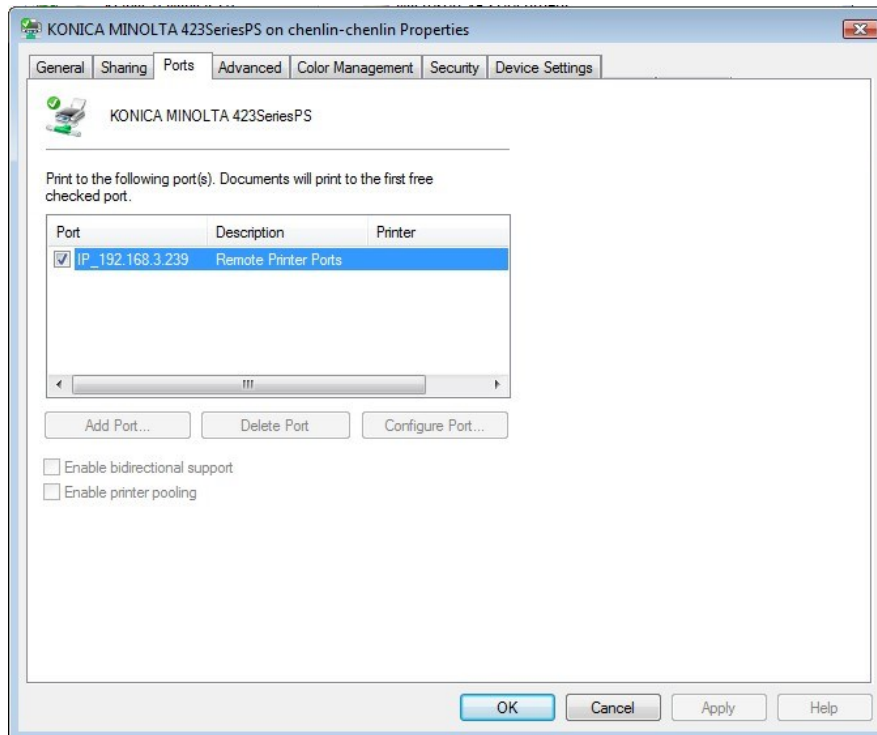 KONICA MINOLTA 423SeriesPS on chenlin-chenlin Properties
General Sharing Ports Advanced Color Management Security Device Settings
KONICA MINOLTA 423SeriesPS
Print to the following port(s). Documents will print to the first free
checked port.
Port Description Printer
IP_192.168.3.239 Remote Printer Ports
Add Port... Delete Port Configure Port...
Enable bidirectional support
Enable printer pooling
OK Cancel Apply Help